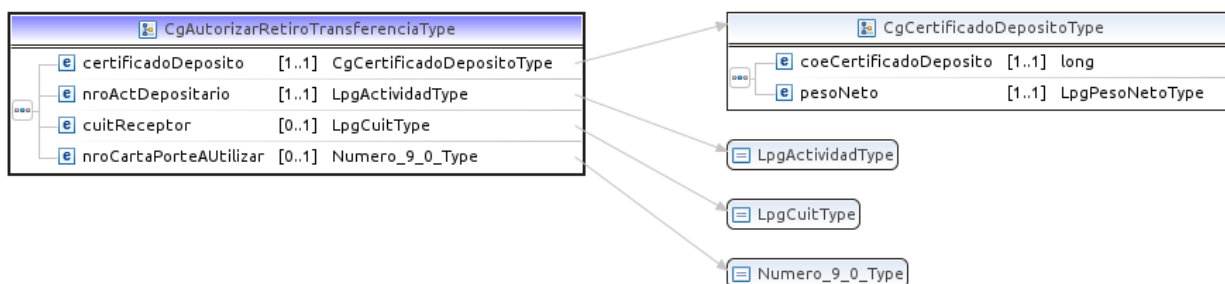 CgAutorizarRetiroTransferenciaType
e certificadoDeposito [1..1] CgCertificadoDepositoType
e nroActDepositario [1..1] LpgActividadType
e cuitReceptor [0..1] LpgCuitType
e nroCartaPorteAUtilizar [0..1] Numero_9_0_Type
CgCertificadoDepositoType
e coeCertificadoDeposito [1..1] long
e pesoNeto [1..1] LpgPesoNetoType
LpgActividadType
LpgCuitType
Numero_9_0_Type